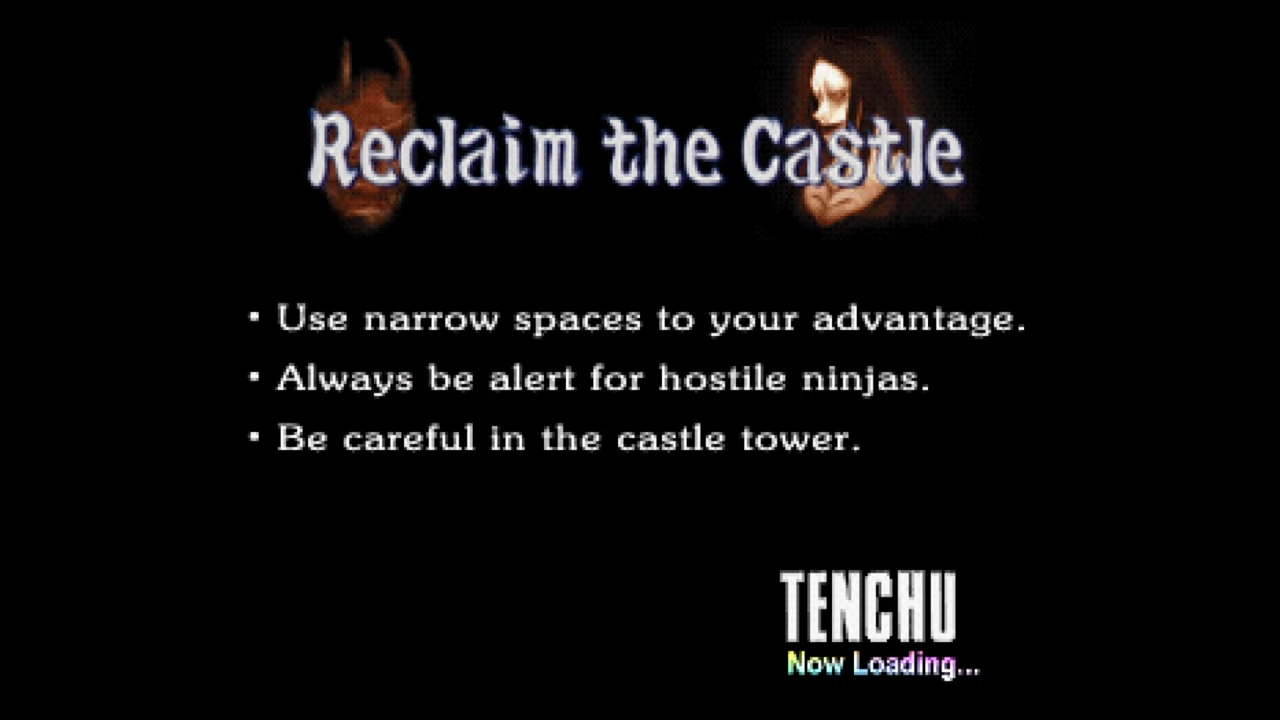 Reclaim the Castle
• Use narrow spaces to your advantage.
• Always be alert for hostile ninjas.
• Be careful in the castle tower.
TENCHU
Now Loading...